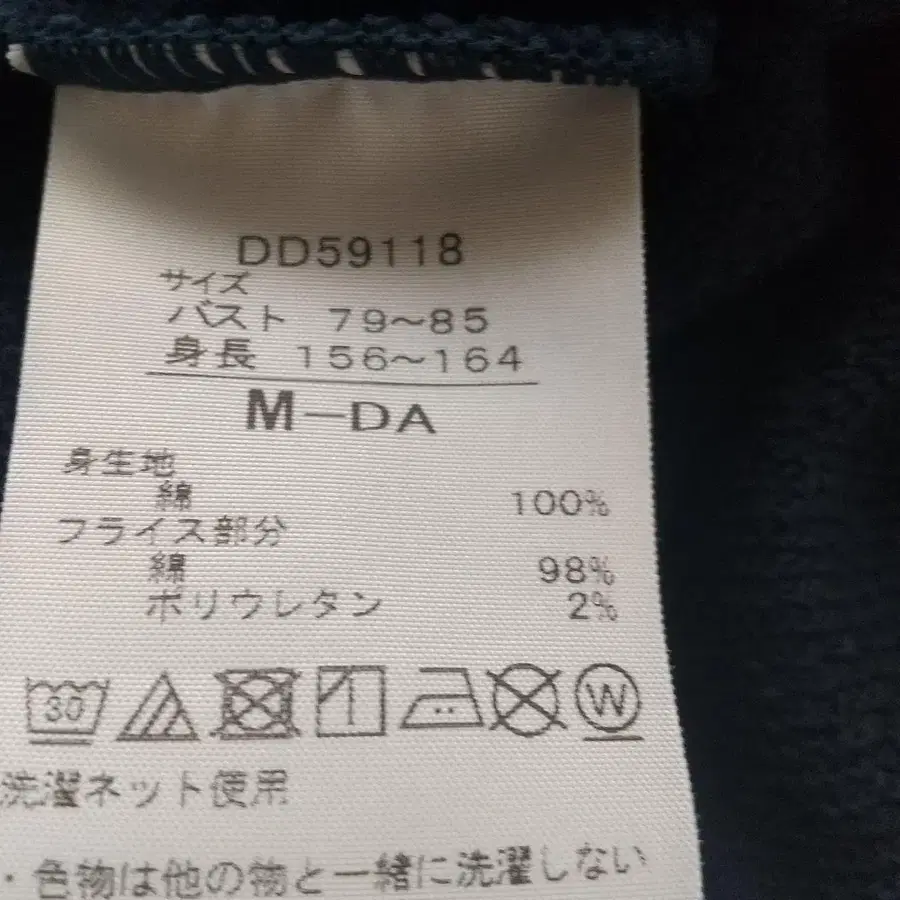 DD59118
サイズ
バスト 79～85
身長 156～164
M－DA
身生地
綿 100%
フライス部分
綿 98%
ポリウレタン 2%
30 W
洗濯ネット使用
・色物は他の物と一緒に洗濯しない